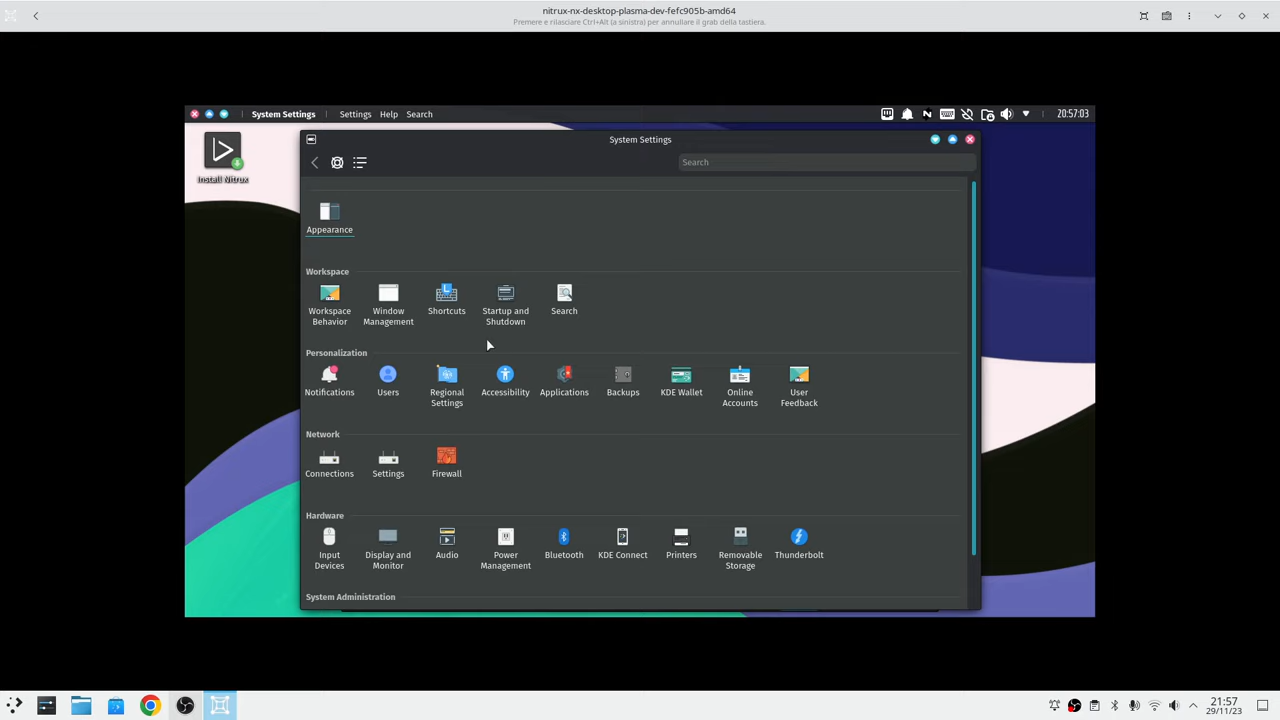 nitrux-nx-desktop-plasma-dev-fefc905b-amd64
Premere e rilasciare Ctrl+Alt (a sinistra) per annullare il grab della tastiera.
System Settings
Settings
Help
Search
20:57:03
Install Nitrux
System Settings
Search
Appearance
Workspace
Workspace
Behavior
Window
Management
Shortcuts
Startup and
Shutdown
Search
Personalization
Notifications
Users
Regional
Settings
Accessibility
Applications
Backups
KDE Wallet
Online
Accounts
User
Feedback
Network
Connections
Settings
Firewall
Hardware
Input
Devices
Display and
Monitor
Audio
Power
Management
Bluetooth
KDE Connect
Printers
Removable
Storage
Thunderbolt
System Administration
21:57
29/11/23